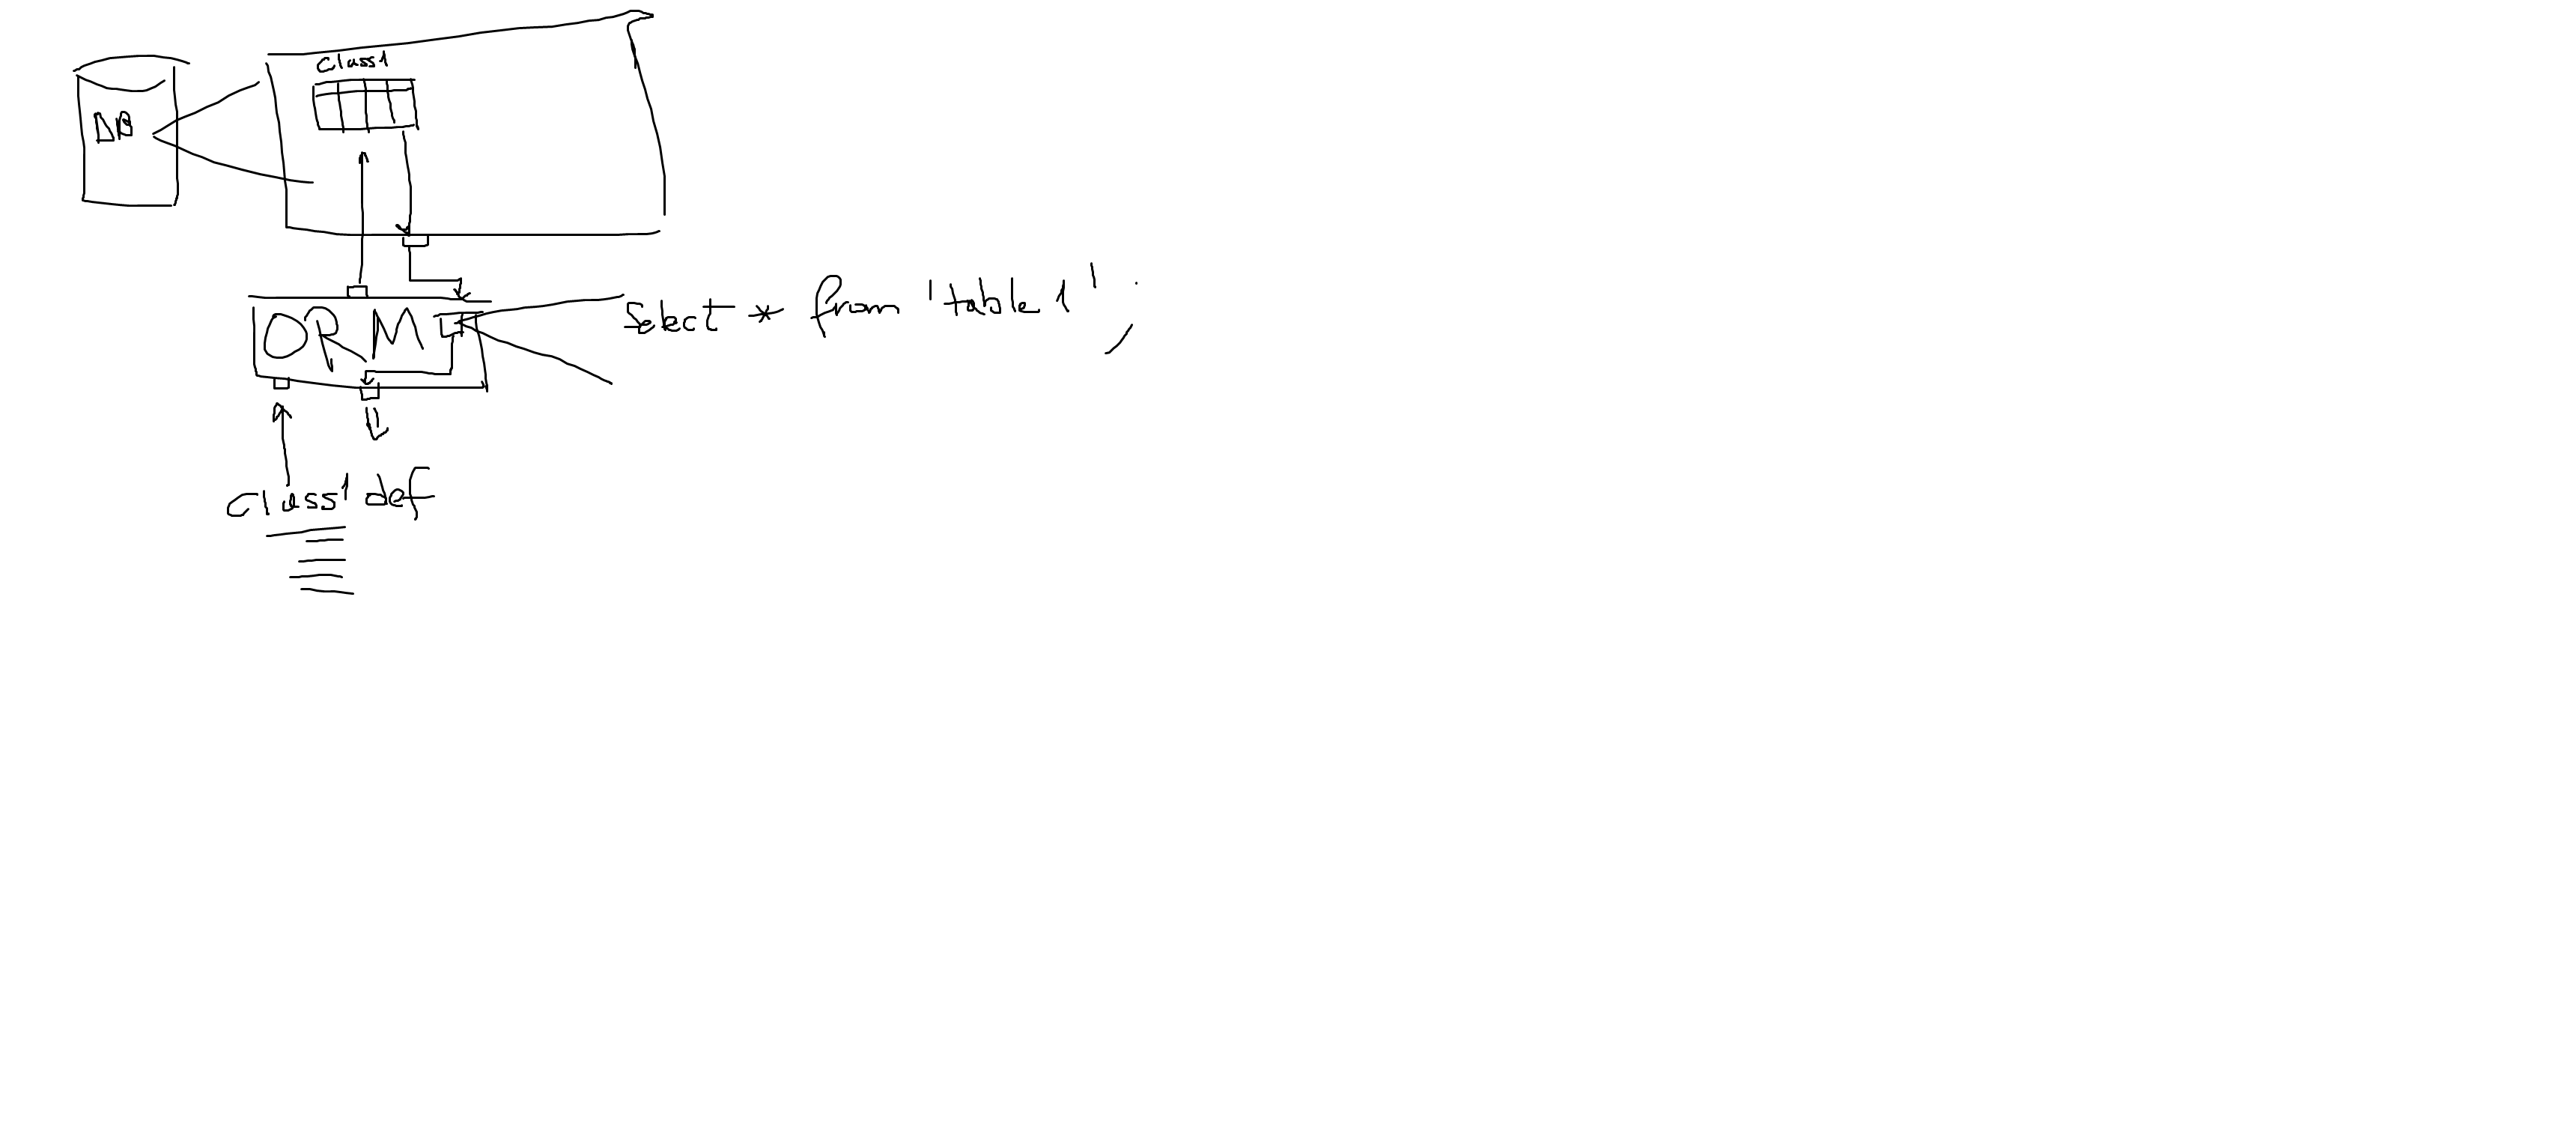 class1
DB
Select * from 'table1' ;
ORM
class1 def